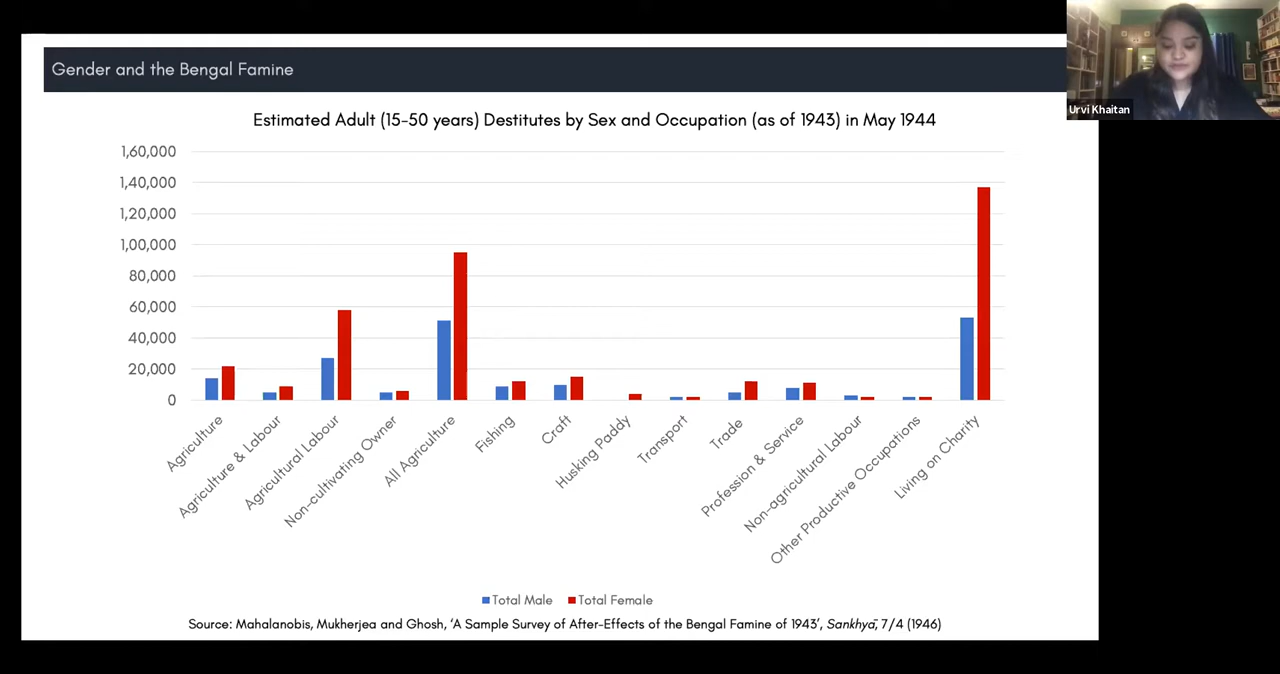 Gender and the Bengal Famine
Urvi Khaitan
Estimated Adult (15-50 years) Destitutes by Sex and Occupation (as of 1943) in May 1944
1,60,000
1,40,000
1,20,000
1,00,000
80,000
60,000
40,000
20,000
0
Agriculture
Agriculture & Labour
Agricultural Labour
Non-cultivating Owner
All Agriculture
Fishing
Craft
Husking Paddy
Transport
Trade
Profession & Service
Non-agricultural Labour
Other Productive Occupations
Living on Charity
Total Male
Total Female
Source: Mahalanobis, Mukherjea and Ghosh, ‘A Sample Survey of After-Effects of the Bengal Famine of 1943’, Sankhyā, 7/4 (1946)